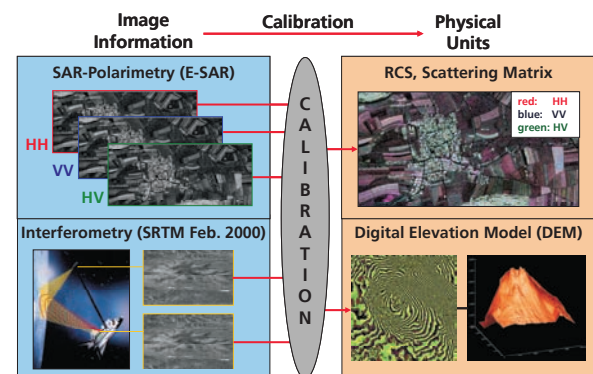 Image
Information
Calibration
Physical
Units
SAR-Polarimetry (E-SAR)
HH
VV
HV
Interferometry (SRTM Feb. 2000)
CALIBRATION
RCS, Scattering Matrix
red: HH
blue: VV
green: HV
Digital Elevation Model (DEM)